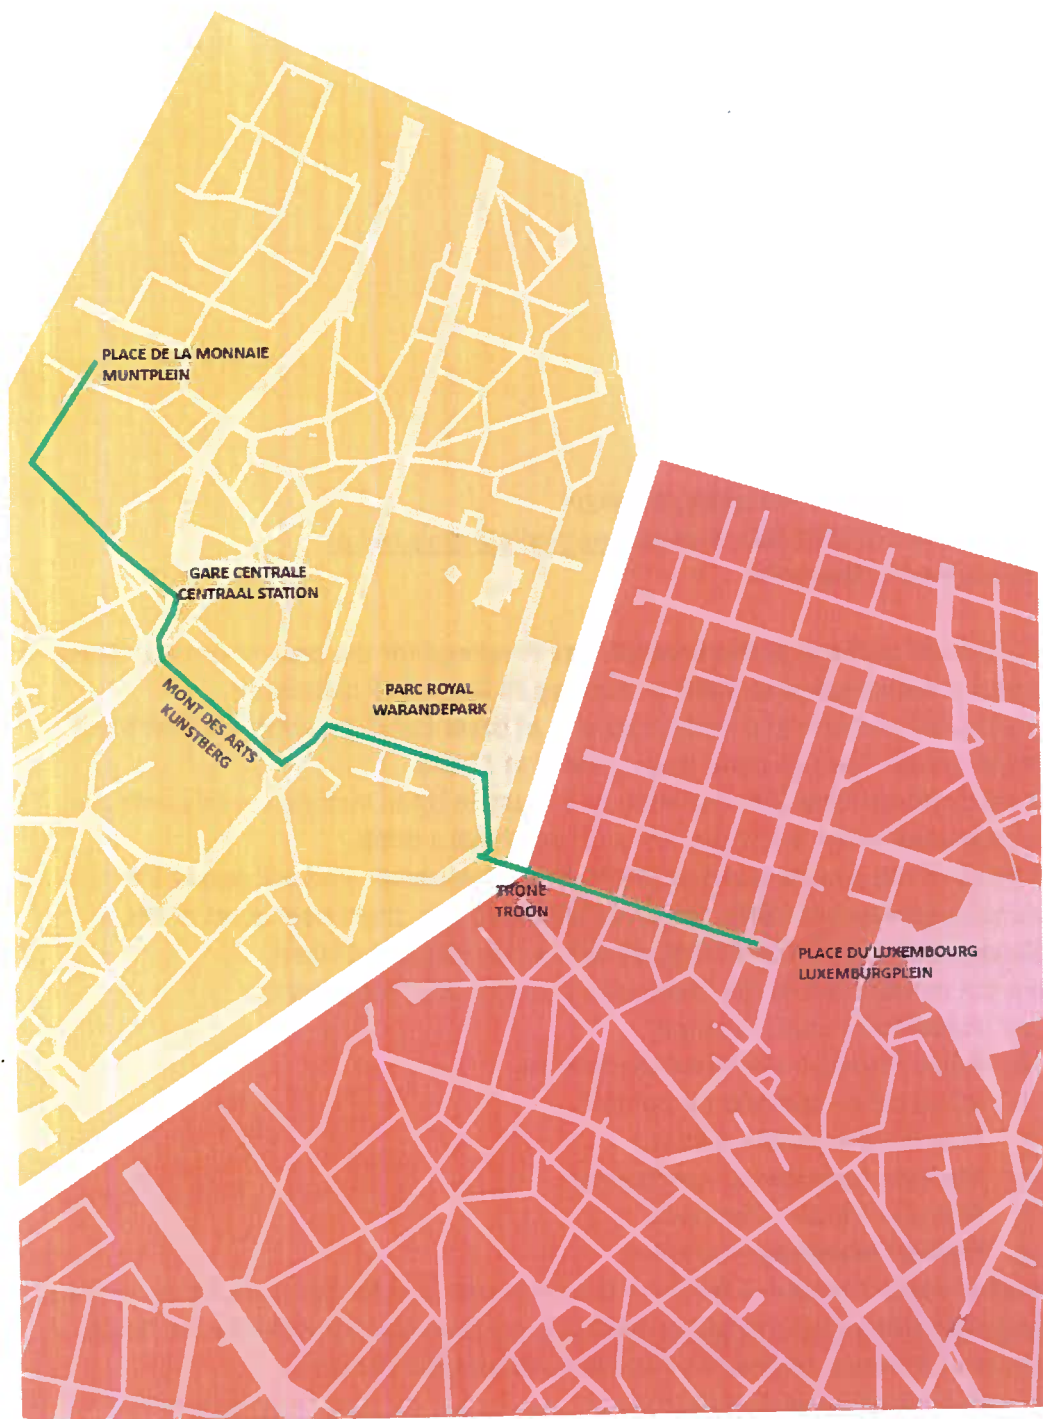 PLACE DE LA MONNAIE
MUNTPLEIN
GARE CENTRALE
CENTRAAL STATION
PARC ROYAL
WARANDEPARK
MONT DES ARTS
KUNSTBERG
TRONE
TROON
PLACE DU LUXEMBOURG
LUXEMBURGPLEIN